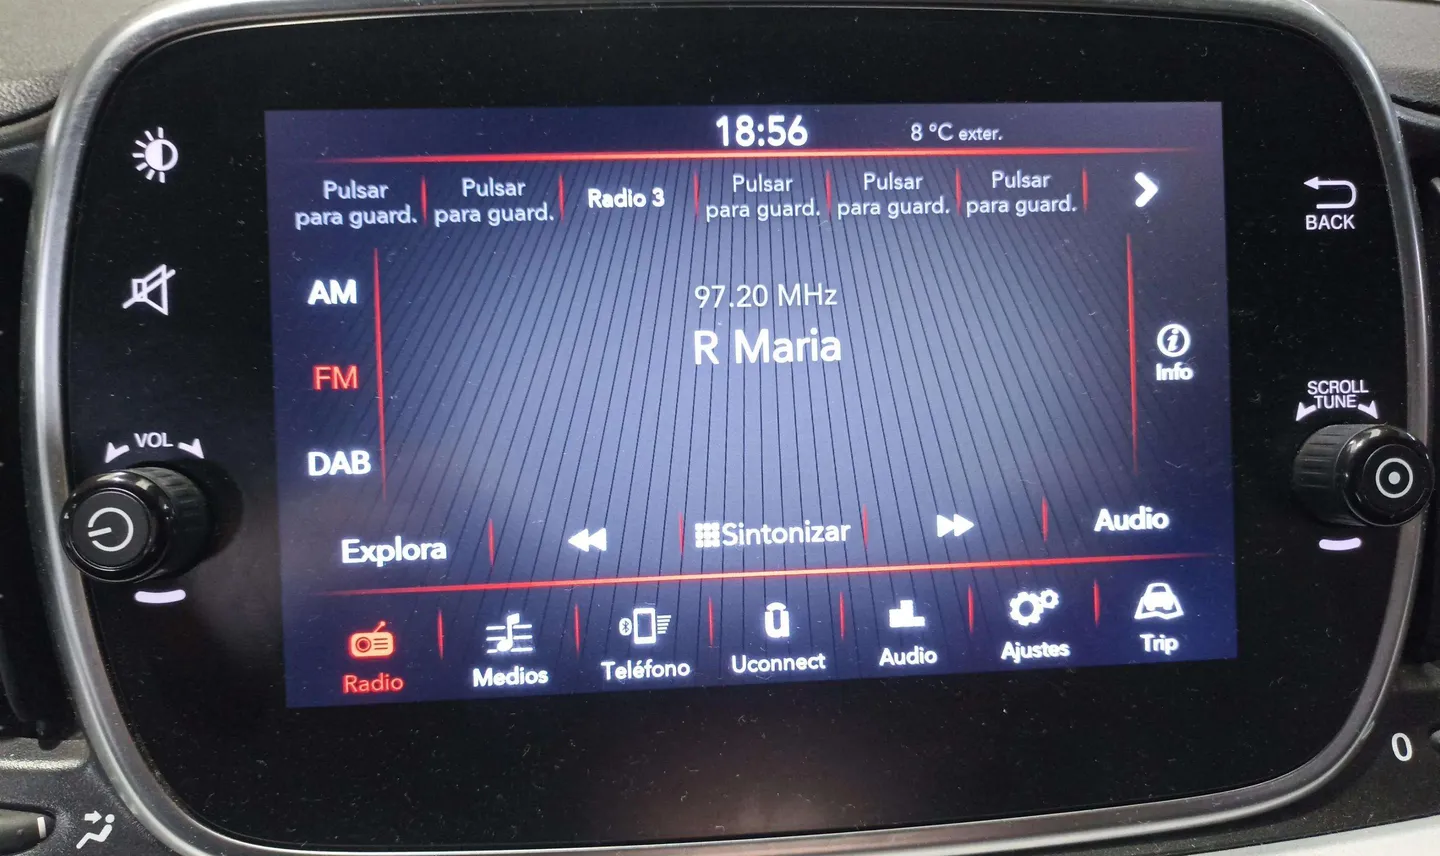 18:56
8 °C exter.
Pulsar
para guard.
Pulsar
para guard.
Radio 3
Pulsar
para guard.
Pulsar
para guard.
Pulsar
para guard.
BACK
AM
97.20 MHz
R Maria
Info
FM
SCROLL
TUNE
VOL
DAB
Explora
Sintonizar
Audio
Radio
Medios
Teléfono
Uconnect
Audio
Ajustes
Trip
0